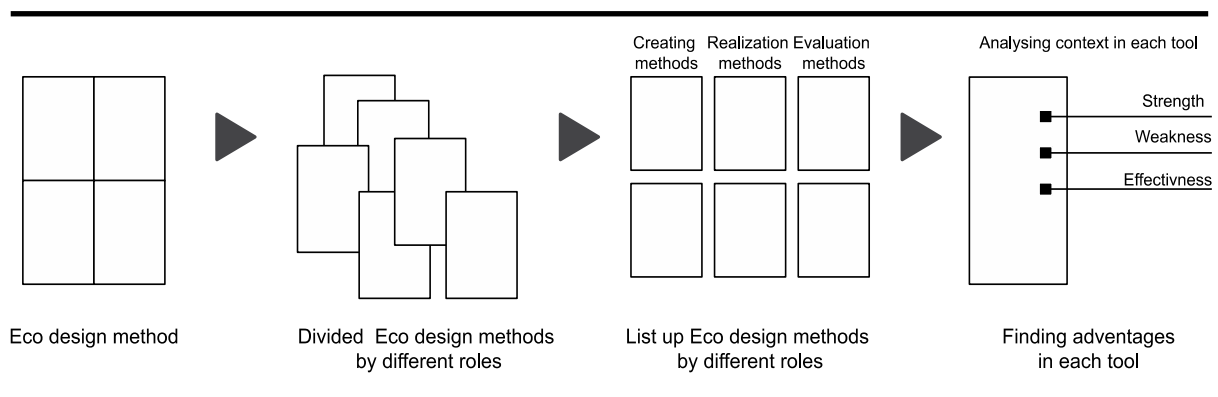 Creating methods
Realization methods
Evaluation methods
Analysing context in each tool
Strength
Weakness
Effectivness
Eco design method
Divided Eco design methods
by different roles
List up Eco design methods
by different roles
Finding adventages
in each tool